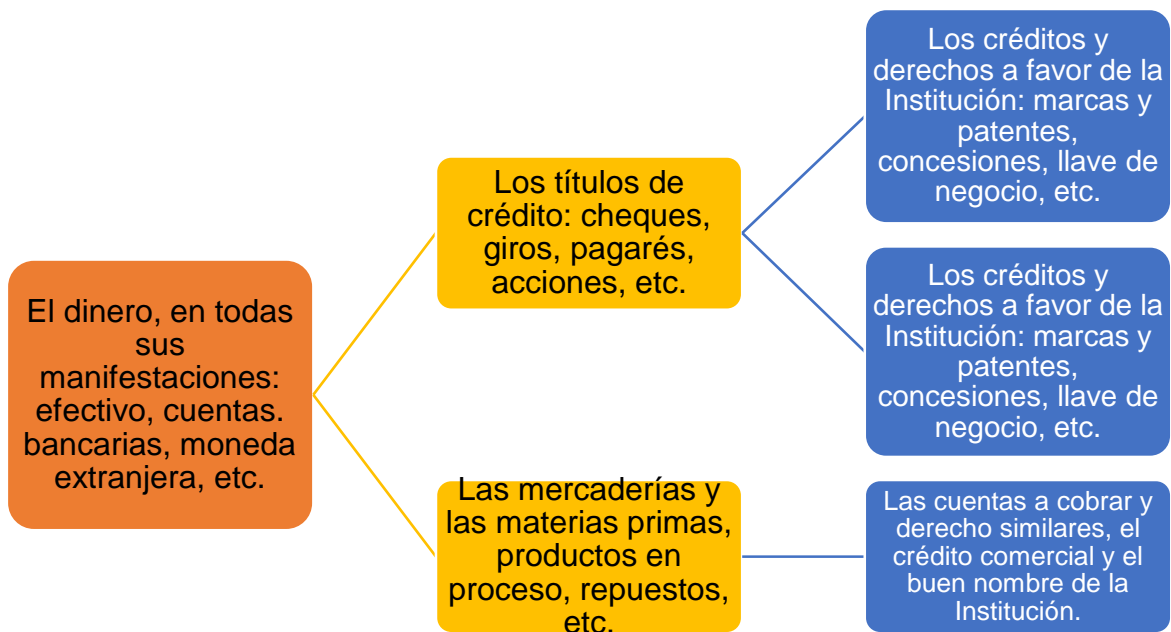 El dinero, en todas
sus
manifestaciones:
efectivo, cuentas.
bancarias, moneda
extranjera, etc.
Los títulos de
crédito: cheques,
giros, pagarés,
acciones, etc.
Las mercaderías y
las materias primas,
productos en
proceso, repuestos,
etc.
Los créditos y
derechos a favor de la
Institución: marcas y
patentes,
concesiones, llave de
negocio, etc.
Los créditos y
derechos a favor de la
Institución: marcas y
patentes,
concesiones, llave de
negocio, etc.
Las cuentas a cobrar y
derecho similares, el
crédito comercial y el
buen nombre de la
Institución.